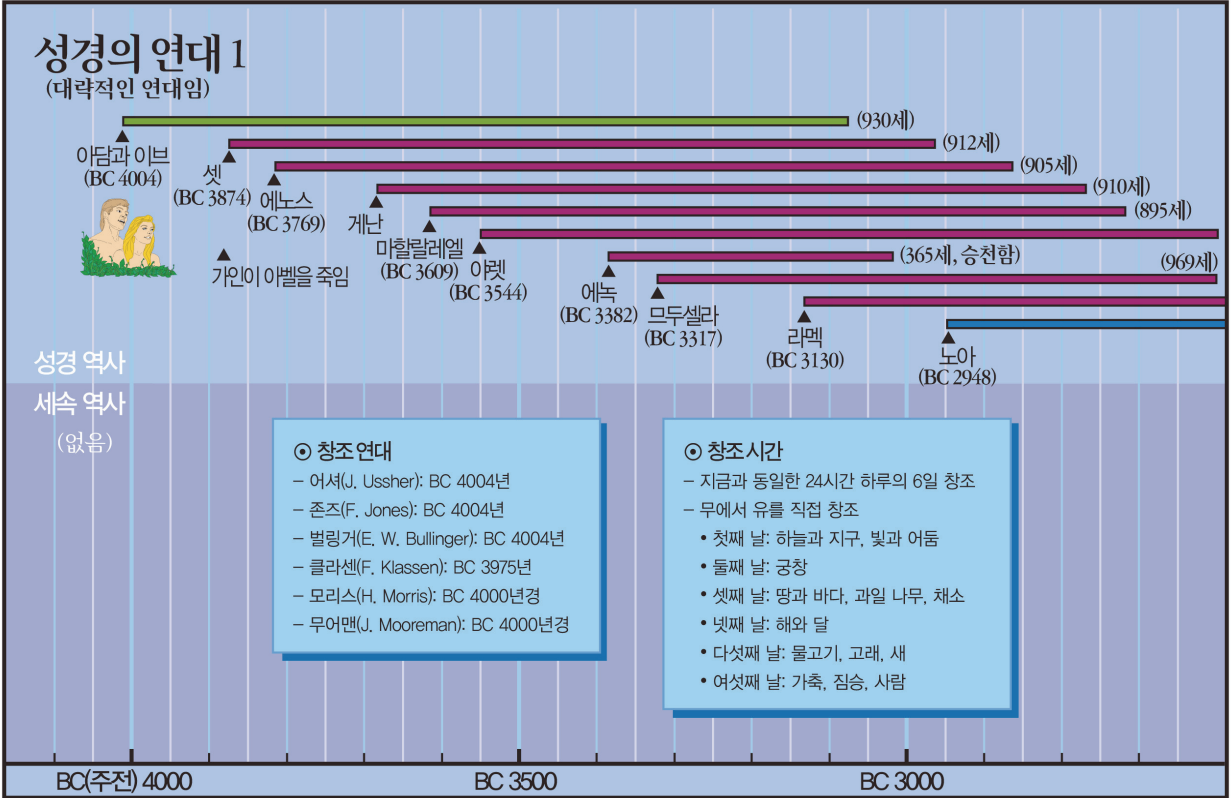 성경의 연대 1
(대략적인 연대임)
(930세)
아담과 이브
(BC 4004)
(912세)
셋
(BC 3874)
(905세)
에노스
(BC 3769)
(910세)
게난
(895세)
마할랄레엘
(BC 3609)
야렛
(BC 3544)
가인이 아벨을 죽임
(365세, 승천함)
에녹
(BC 3382)
(969세)
므두셀라
(BC 3317)
라멕
(BC 3130)
노아
(BC 2948)
성경 역사
세속 역사
(없음)
⊙ 창조 연대
– 어셔(J. Ussher): BC 4004년
– 존즈(F. Jones): BC 4004년
– 벌링거(E. W. Bullinger): BC 4004년
– 클라센(F. Klassen): BC 3975년
– 모리스(H. Morris): BC 4000년경
– 무어맨(J. Mooreman): BC 4000년경
⊙ 창조 시간
– 지금과 동일한 24시간 하루의 6일 창조
– 무에서 유를 직접 창조
• 첫째 날: 하늘과 지구, 빛과 어둠
• 둘째 날: 궁창
• 셋째 날: 땅과 바다, 과일 나무, 채소
• 넷째 날: 해와 달
• 다섯째 날: 물고기, 고래, 새
• 여섯째 날: 가축, 짐승, 사람
BC(주전) 4000
BC 3500
BC 3000